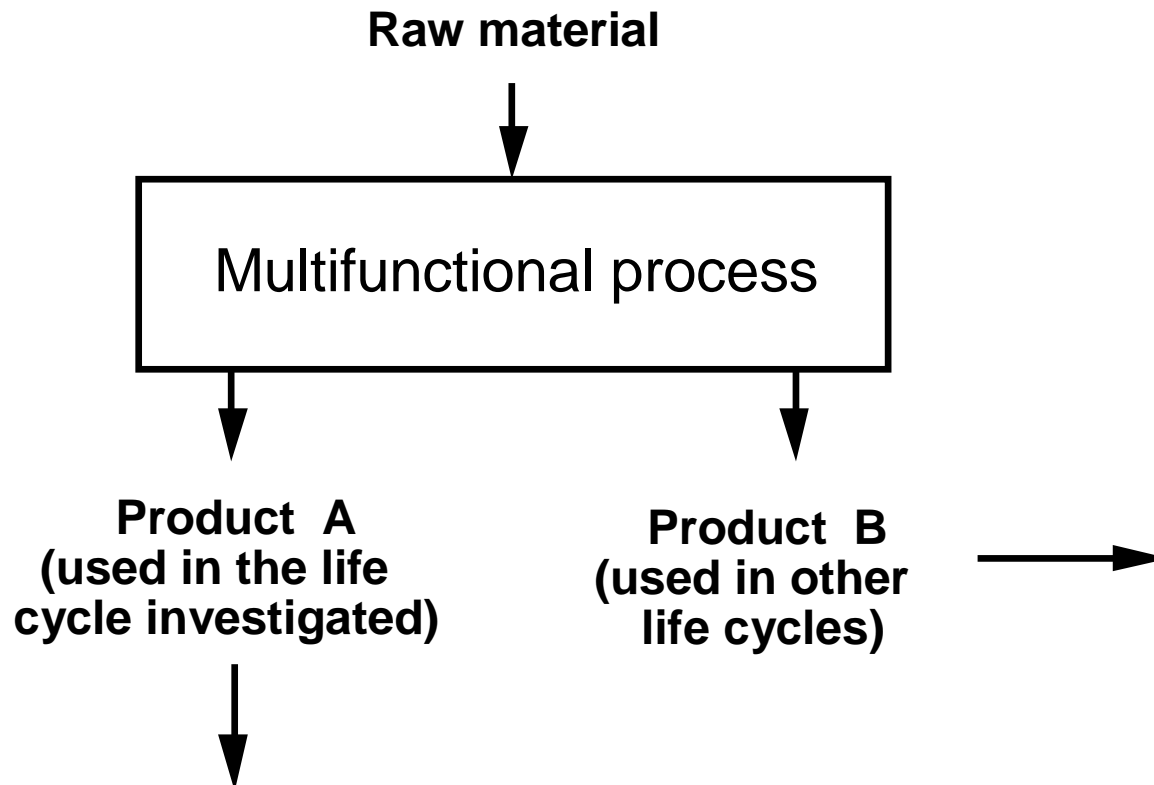 Raw material
Multifunctional process
Product A
(used in the life
cycle investigated)
Product B
(used in other
life cycles)